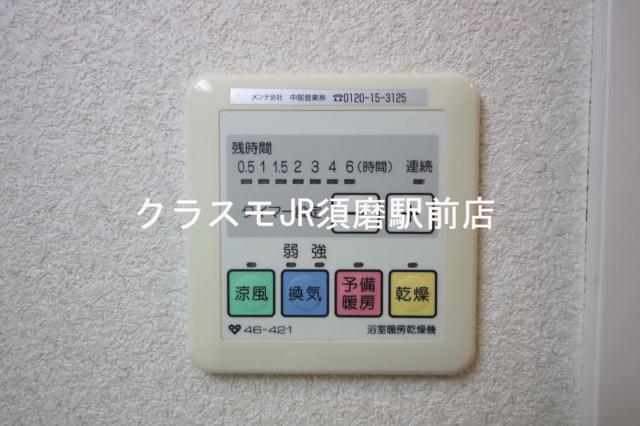 メンテ会社 中部音業㈱ ☎0120-15-3125
残時間
0.5 1 1.5 2 3 4 6 (時間) 連続
クラスモJR須磨駅前店
弱 強
涼風 換気 予備暖房 乾燥
46-421 浴室暖房乾燥機